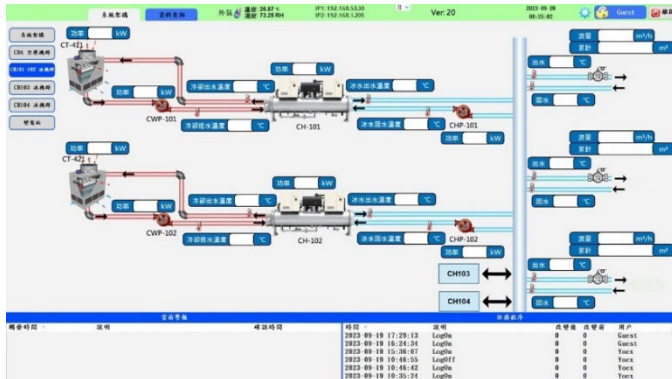 系統架構 資料查詢 外氣 溫度 26.87 °C IP1: 192.168.53.30 Ver: 20 2023-09-20 Guest
濕度 73.25 RH IP2: 192.168.1.205 08:25:02
系統架構
CDA 空壓機群
CH101.102 冰機群
CH103 冰機群
CH104 冰機群
變電站
功率 kW
CT-421
功率 kW
CWP-101
冷卻出水溫度 °C
冷卻回水溫度 °C
功率 kW
CH-101
冰水出水溫度 °C
冰水回水溫度 °C
CHP-101
功率 kW
功率 kW
CT-421
功率 kW
CWP-102
冷卻出水溫度 °C
冷卻回水溫度 °C
功率 kW
CH-102
冰水出水溫度 °C
冰水回水溫度 °C
CHP-102
功率 kW
CH103
CH104
流量 m³/h
累計 m³
出水 °C
回水 °C
流量 m³/h
累計 m³
出水 °C
回水 °C
流量 m³/h
累計 m³
出水 °C
回水 °C
當前警報
觸發時間 說明 確認時間
時間 說明 改變後 改變前 用戶
2023-09-19 17:29:13 LogOn 0 0 Guest
2023-09-19 16:24:34 LogOn 0 0 Guest
2023-09-19 15:36:07 LogOn 0 0 Yocx
2023-09-19 10:46:55 LogOff 0 0 Yocx
2023-09-19 10:46:42 LogOn 0 0 Yocx
2023-09-19 10:35:24 LogOn 0 0 Yocx